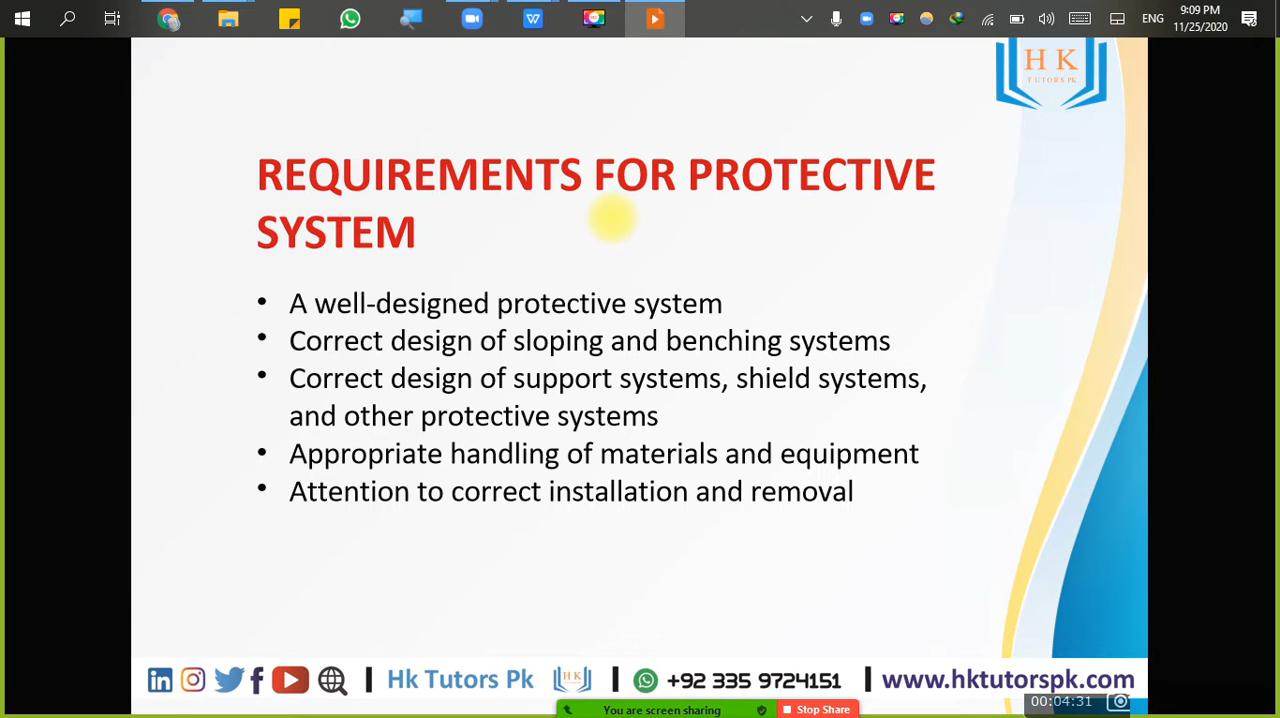 ENG
9:09 PM
11/25/2020
H K
TUTORS PK
REQUIREMENTS FOR PROTECTIVE
SYSTEM
• A well-designed protective system
• Correct design of sloping and benching systems
• Correct design of support systems, shield systems,
and other protective systems
• Appropriate handling of materials and equipment
• Attention to correct installation and removal
in f | Hk Tutors Pk HK | +92 335 9724151 | www.hktutorspk.com
You are screen sharing Stop Share
00:04:31